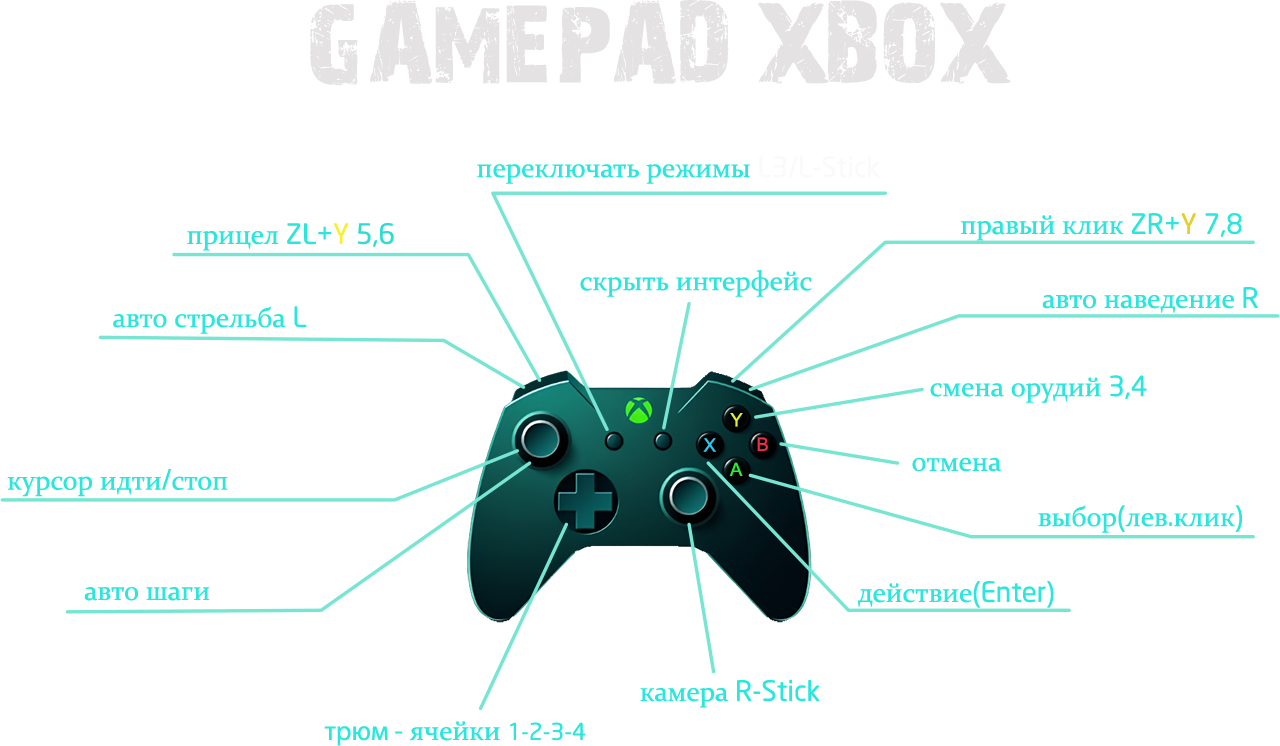 GAMEPAD XBOX
переключать режимы L3/L-Stick
прицел ZL+Y 5,6
правый клик ZR+Y 7,8
скрыть интерфейс
авто наведение R
авто стрельба L
смена орудий 3,4
Y
X
B
A
отмена
курсор идти/стоп
выбор(лев.клик)
авто шаги
действие(Enter)
камера R-Stick
трюм - ячейки 1-2-3-4